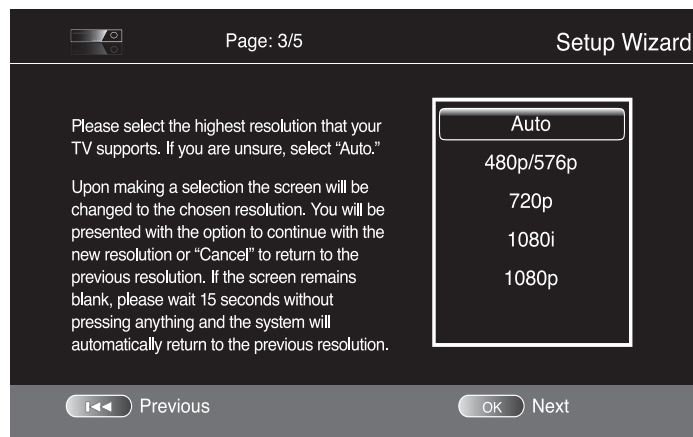 Page: 3/5
Setup Wizard
Please select the highest resolution that your
TV supports. If you are unsure, select “Auto.”
Upon making a selection the screen will be
changed to the chosen resolution. You will be
presented with the option to continue with the
new resolution or “Cancel” to return to the
previous resolution. If the screen remains
blank, please wait 15 seconds without
pressing anything and the system will
automatically return to the previous resolution.
Auto
480p/576p
720p
1080i
1080p
Previous
OK Next